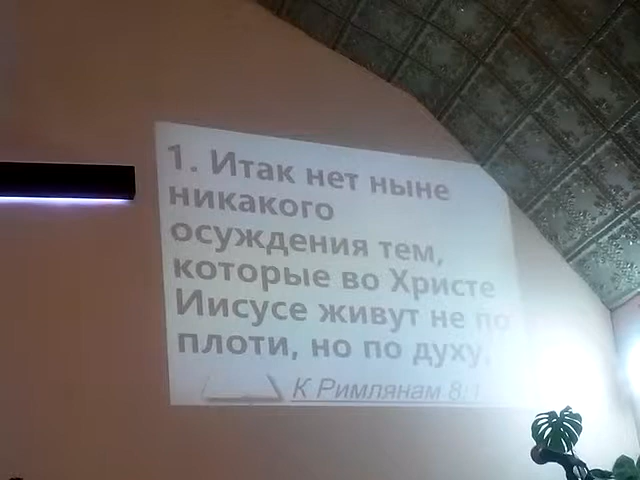 1. Итак нет ныне
никакого
осуждения тем,
которые во Христе
Иисусе живут не по
плоти, но по духу,
К Римлянам 8:1